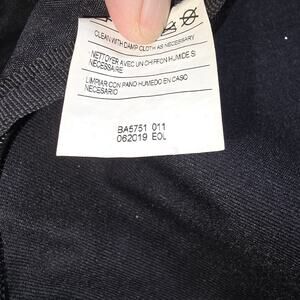 CLEAN WITH DAMP CLOTH AS NECESSARY
NETTOYER AVEC UN CHIFFON HUMIDE SI
NECESSAIRE
LIMPIAR CON PANO HUMEDO EN CASO
NECESARIO
BA5751 011
062019 EOL